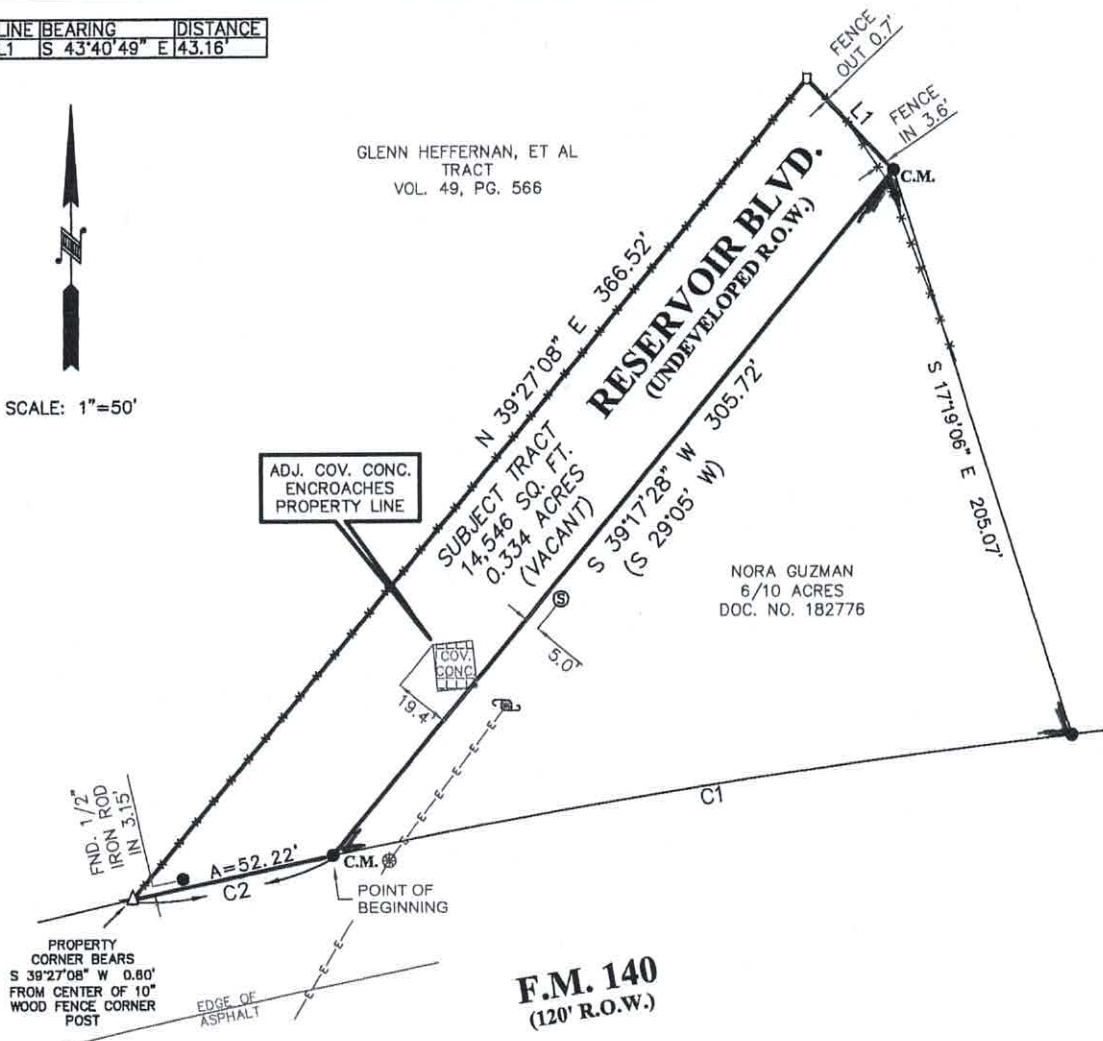 LINE BEARING DISTANCE
L1 S 43°40'49" E 43.16'
SCALE: 1"=50'
GLENN HEFFERNAN, ET AL
TRACT
VOL. 49, PG. 566
FENCE
OUT 0.7'
L1
FENCE
IN 3.6'
C.M.
N 39°27'08" E 366.52'
RESERVOIR BLVD.
(UNDEVELOPED R.O.W.)
SUBJECT TRACT
14,546 SQ. FT.
0.334 ACRES
(VACANT)
S 39°17'28" W 305.72'
(S 29°05' W)
S 17°19'06" E 205.07'
ADJ. COV. CONC.
ENCROACHES
PROPERTY LINE
NORA GUZMAN
6/10 ACRES
DOC. NO. 182776
S
5.0'
COV.
CONC.
19.4'
E
E
E
E
C1
FND. 1/2"
IRON ROD
IN 3.15'
A=52.22'
C2
C.M.
POINT OF
BEGINNING
PROPERTY
CORNER BEARS
S 39°27'08" W 0.60'
FROM CENTER OF 10"
WOOD FENCE CORNER
POST
E
E
E
EDGE OF
ASPHALT
F.M. 140
(120' R.O.W.)